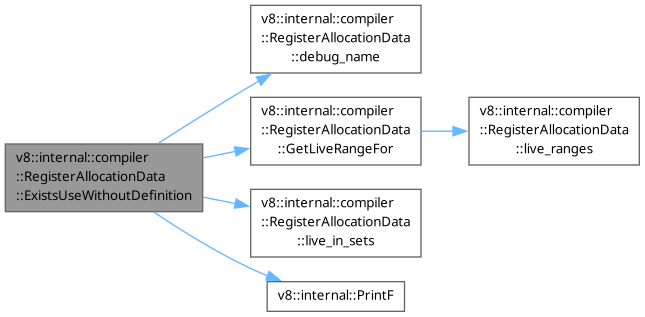 v8::internal::compiler
::RegisterAllocationData
::debug_name
v8::internal::compiler
::RegisterAllocationData
::GetLiveRangeFor
v8::internal::compiler
::RegisterAllocationData
::live_ranges
v8::internal::compiler
::RegisterAllocationData
::ExistsUseWithoutDefinition
v8::internal::compiler
::RegisterAllocationData
::live_in_sets
v8::internal::PrintF